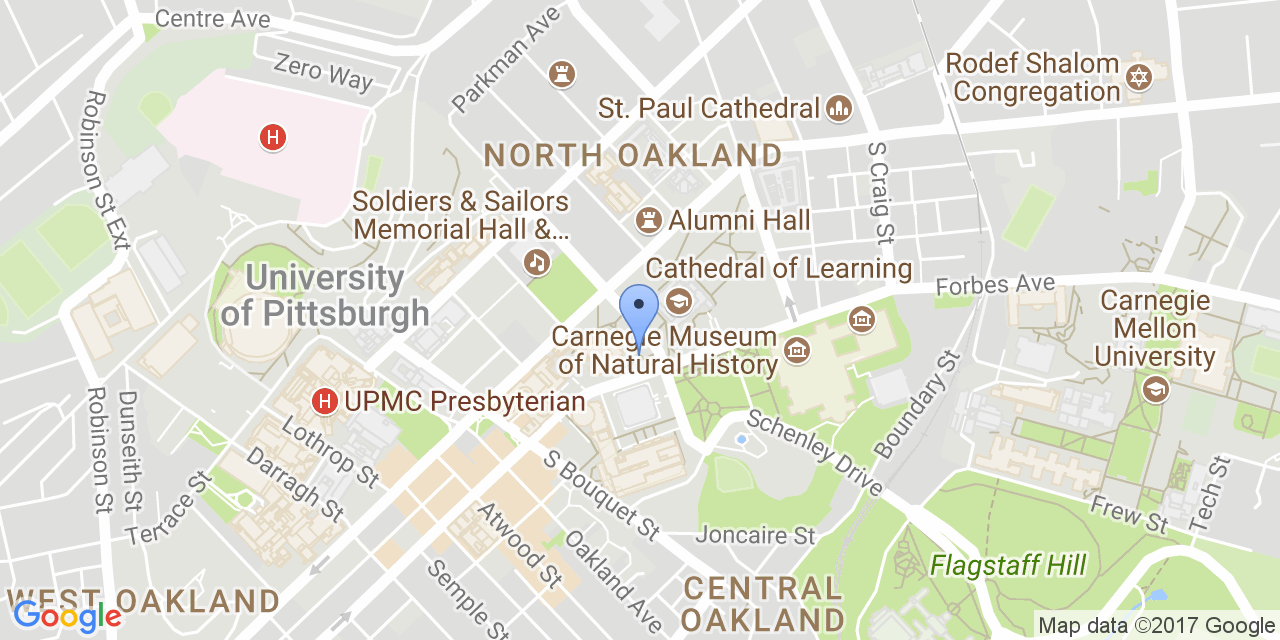 Centre Ave
Zero Way
Parkman Ave
Robinson St Ext
H
Rodef Shalom
Congregation
St. Paul Cathedral
NORTH OAKLAND
S Craig St
Soldiers & Sailors
Memorial Hall &...
Alumni Hall
University
of Pittsburgh
Cathedral of Learning
Forbes Ave
Carnegie
Mellon
University
Carnegie Museum
of Natural History
Boundary St
H
UPMC Presbyterian
Robinson St
Dunseith St
Lothrop St
Darragh St
Terrace St
Schenley Drive
S Bouquet St
Atwood St
Semple St
Oakland Ave
Joncaire St
Frew St
Tech St
Flagstaff Hill
WEST OAKLAND
CENTRAL
OAKLAND
Google
Map data ©2017 Google